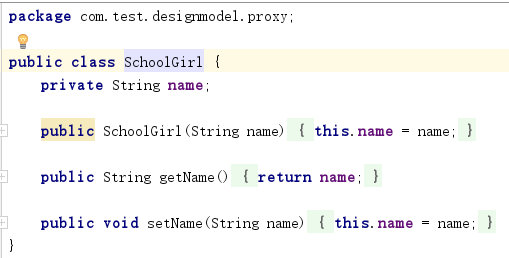 package com.test.designmodel.proxy;
public class SchoolGirl {
private String name;
public SchoolGirl(String name) { this.name = name; }
public String getName() { return name; }
public void setName(String name) { this.name = name; }
}